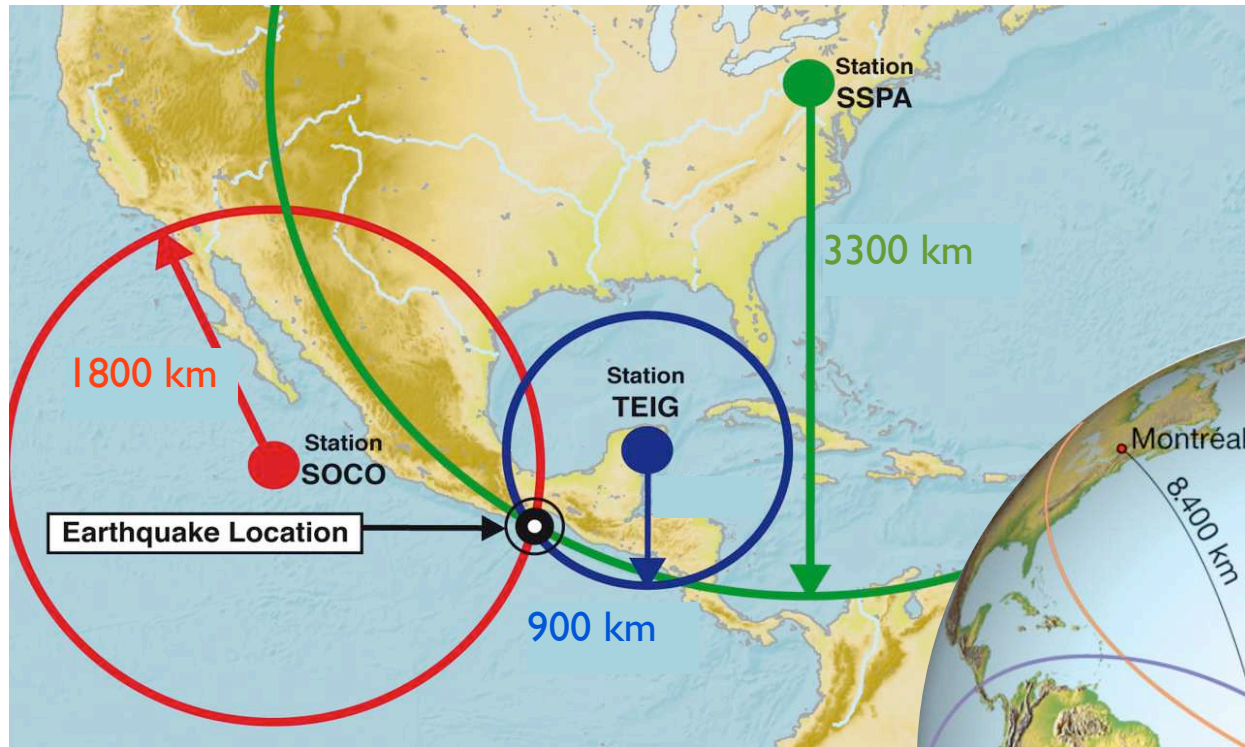 Station
SSPA
3300 km
1800 km
Station
TEIG
Station
SOCO
Earthquake Location
900 km
Montréal
8.400 km